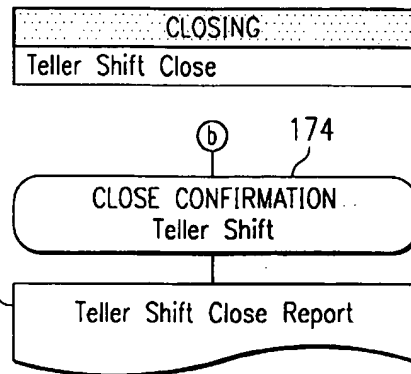 CLOSING
Teller Shift Close
b
174
CLOSE CONFIRMATION
Teller Shift
Teller Shift Close Report